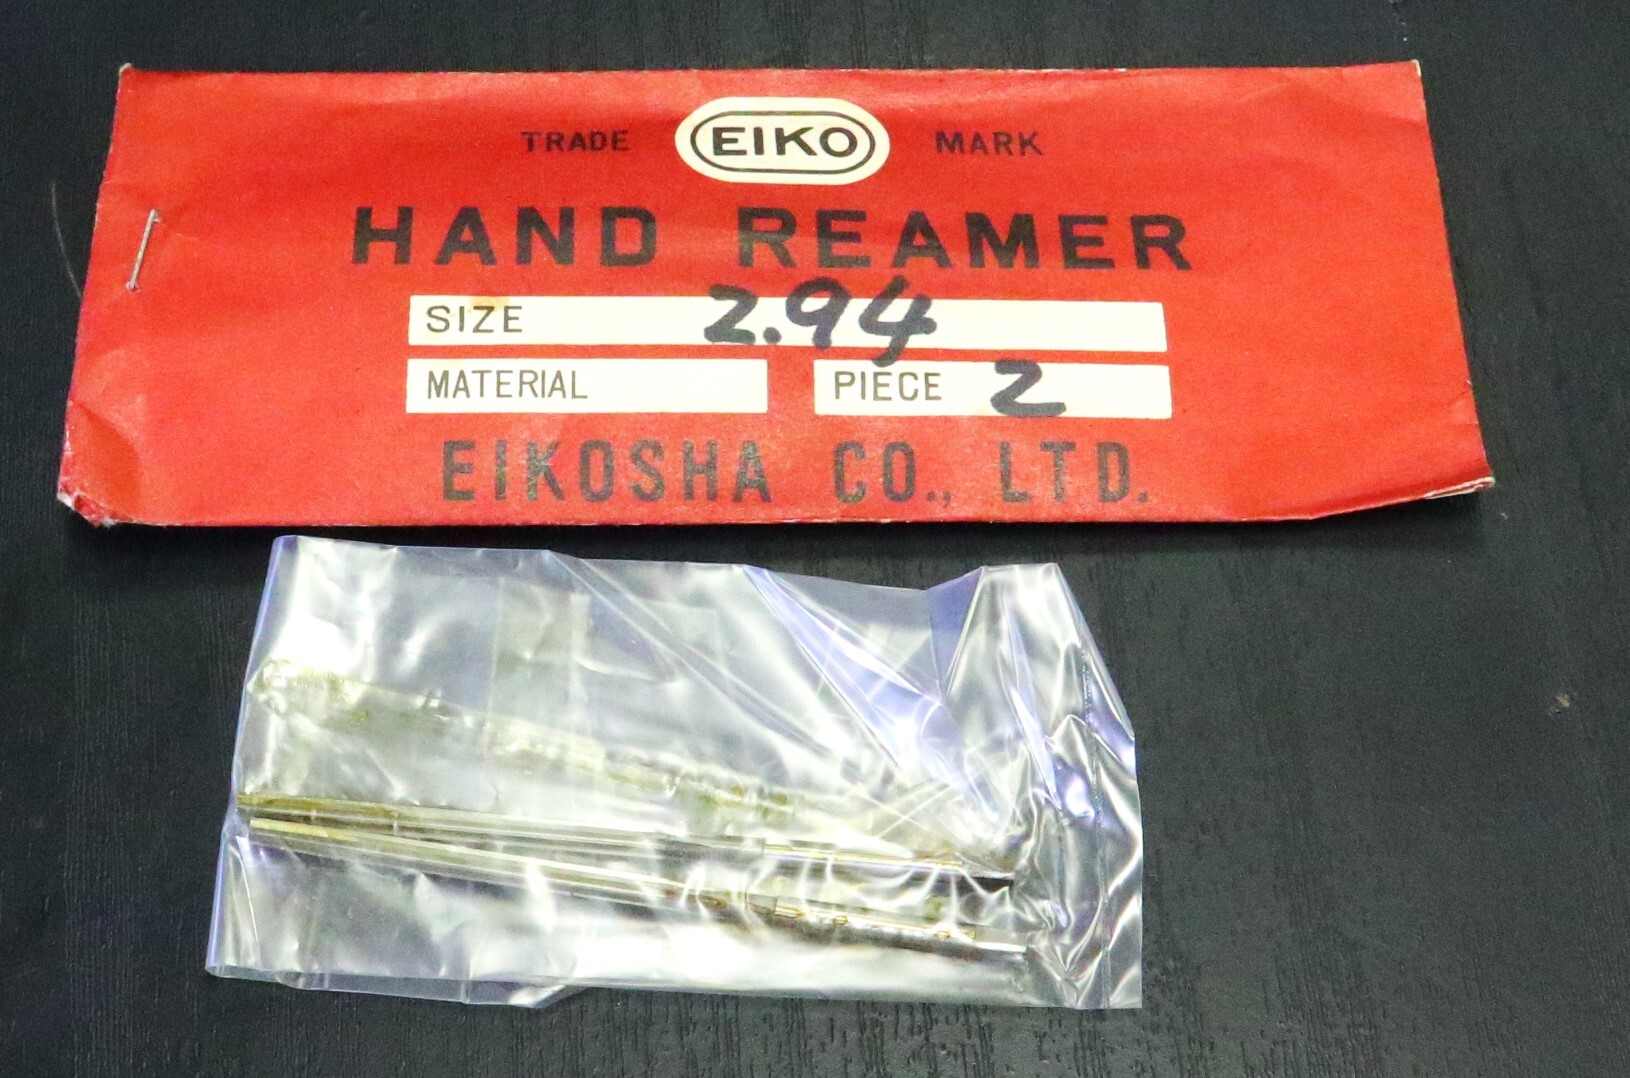 TRADE EIKO MARK
HAND REAMER
SIZE 2.94
MATERIAL PIECE 2
EIKOSHA CO., LTD.